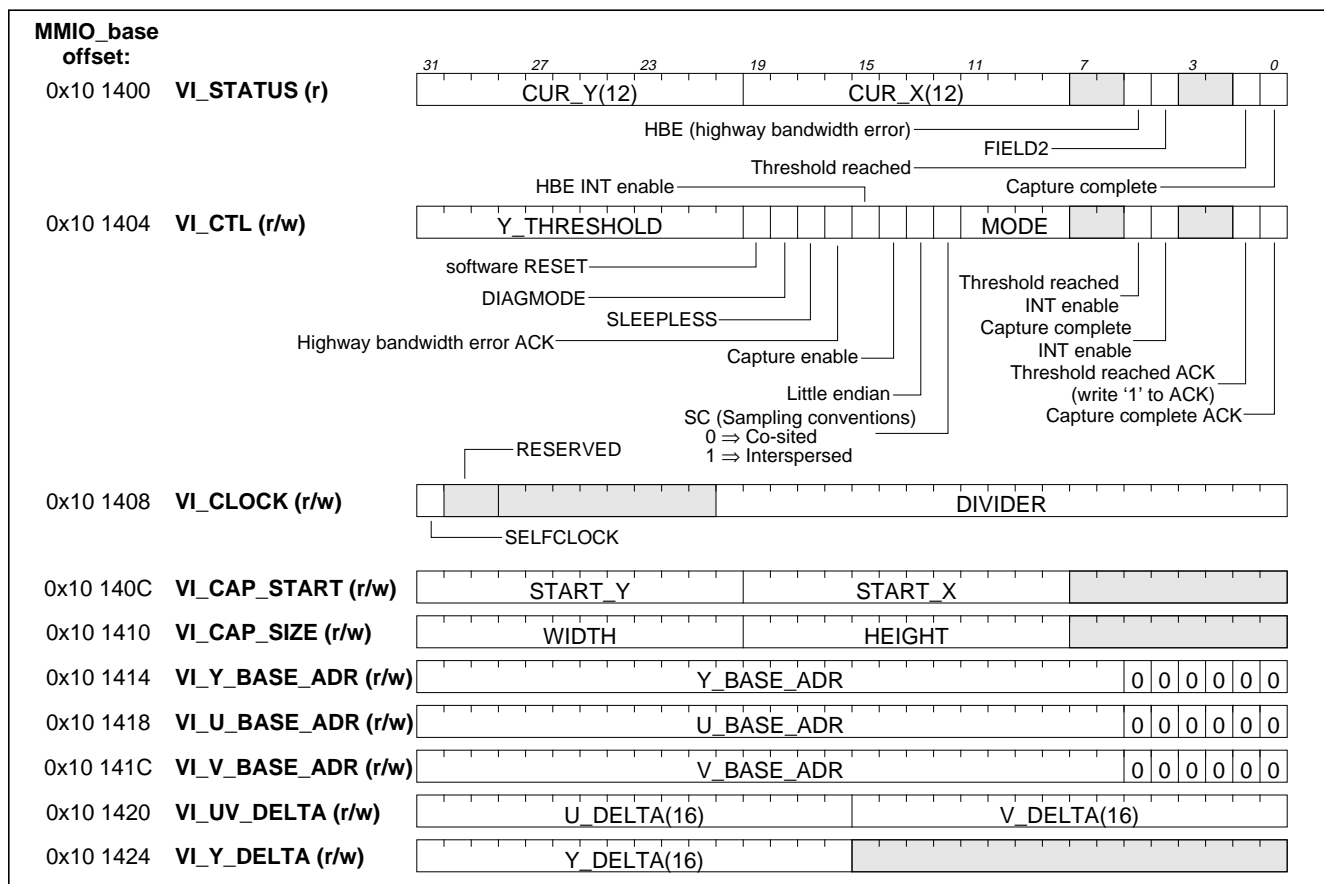 MMIO_base
offset:
31 27 23 19 15 11 7 3 0
0x10 1400 VI_STATUS (r) CUR_Y(12) CUR_X(12)
HBE (highway bandwidth error)
FIELD2
Threshold reached
HBE INT enable Capture complete
0x10 1404 VI_CTL (r/w) Y_THRESHOLD MODE
software RESET
DIAGMODE
SLEEPLESS
Highway bandwidth error ACK
Capture enable
Little endian
SC (Sampling conventions)
0 ⇒ Co-sited
1 ⇒ Interspersed
Threshold reached
INT enable
Capture complete
INT enable
Threshold reached ACK
(write ‘1’ to ACK)
Capture complete ACK
RESERVED
0x10 1408 VI_CLOCK (r/w) DIVIDER
SELFCLOCK
0x10 140C VI_CAP_START (r/w) START_Y START_X
0x10 1410 VI_CAP_SIZE (r/w) WIDTH HEIGHT
0x10 1414 VI_Y_BASE_ADR (r/w) Y_BASE_ADR 0 0 0 0 0 0
0x10 1418 VI_U_BASE_ADR (r/w) U_BASE_ADR 0 0 0 0 0 0
0x10 141C VI_V_BASE_ADR (r/w) V_BASE_ADR 0 0 0 0 0 0
0x10 1420 VI_UV_DELTA (r/w) U_DELTA(16) V_DELTA(16)
0x10 1424 VI_Y_DELTA (r/w) Y_DELTA(16)